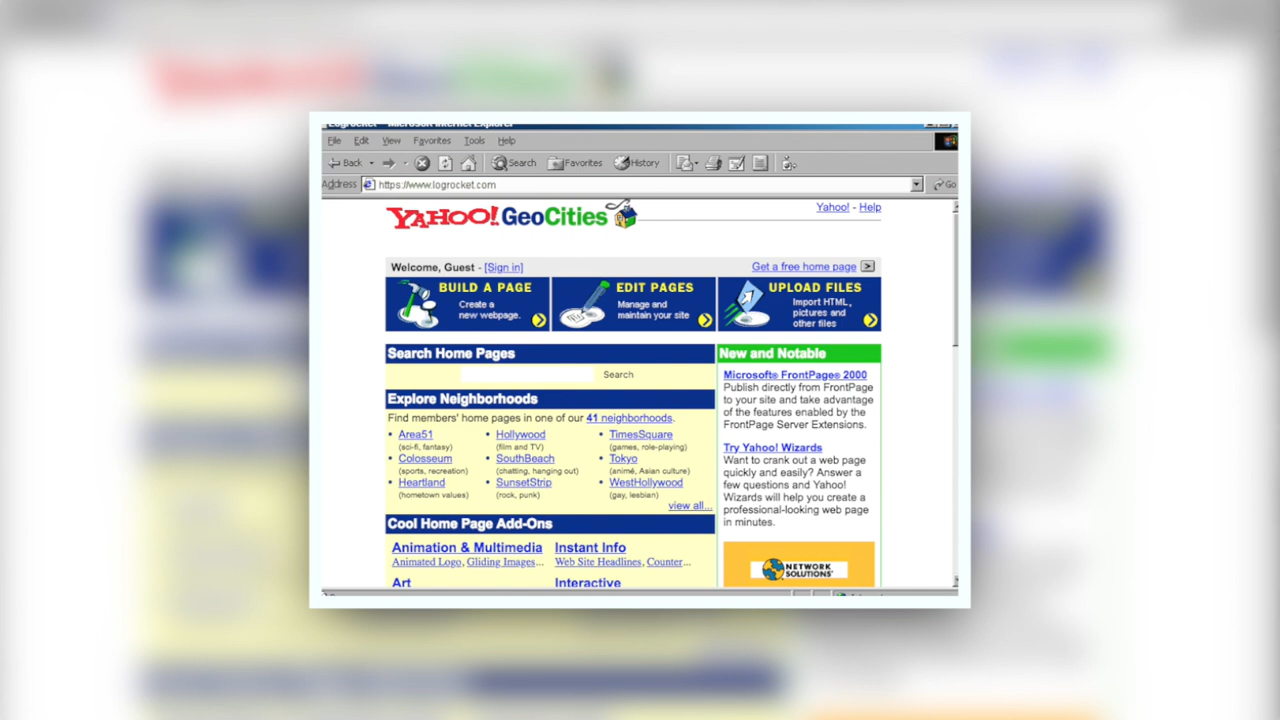 Logrocket - Microsoft Internet Explorer
File Edit View Favorites Tools Help
Back Search Favorites History
Address https://www.logrocket.com Go
YAHOO! GeoCities
Yahoo! - Help
Welcome, Guest - [Sign in]
Get a free home page >
BUILD A PAGE
Create a
new webpage.
EDIT PAGES
Manage and
maintain your site
UPLOAD FILES
Import HTML,
pictures and
other files
Search Home Pages
Search
Explore Neighborhoods
Find members' home pages in one of our 41 neighborhoods.
• Area51
(sci-fi, fantasy)
• Hollywood
(film and TV)
• TimesSquare
(games, role-playing)
• Colosseum
(sports, recreation)
• SouthBeach
(chatting, hanging out)
• Tokyo
(animé, Asian culture)
• Heartland
(hometown values)
• SunsetStrip
(rock, punk)
• WestHollywood
(gay, lesbian)
view all...
Cool Home Page Add-Ons
Animation & Multimedia
Animated Logo, Gliding Images...
Instant Info
Web Site Headlines, Counter...
Art
Interactive
New and Notable
Microsoft® FrontPage® 2000
Publish directly from FrontPage
to your site and take advantage
of the features enabled by the
FrontPage Server Extensions.
Try Yahoo! Wizards
Want to crank out a web page
quickly and easily? Answer a
few questions and Yahoo!
Wizards will help you create a
professional-looking web page
in minutes.
NETWORK
SOLUTIONS®